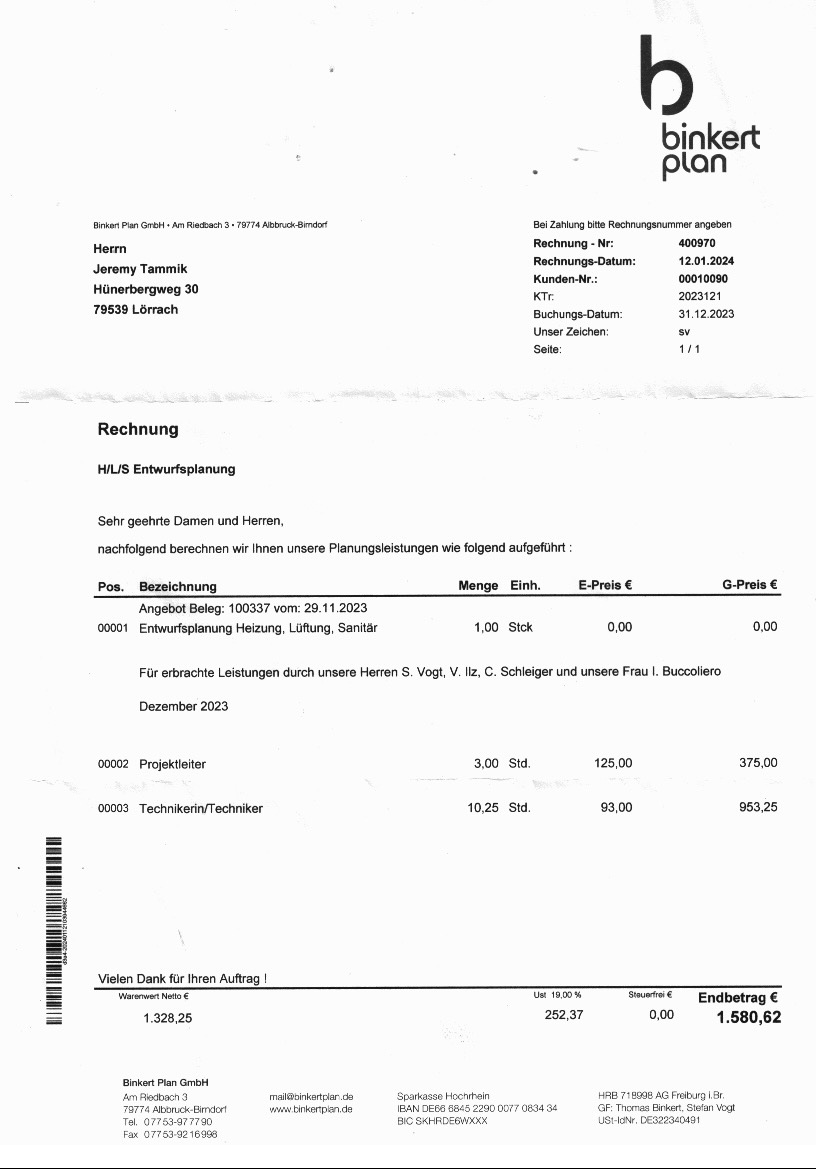 binkert
plan
Binkert Plan GmbH • Am Riedbach 3 • 79774 Albbruck-Birndorf
Herrn
Jeremy Tammik
Hünerbergweg 30
79539 Lörrach
Bei Zahlung bitte Rechnungsnummer angeben
Rechnung - Nr: 400970
Rechnungs-Datum: 12.01.2024
Kunden-Nr.: 00010090
KTr: 2023121
Buchungs-Datum: 31.12.2023
Unser Zeichen: sv
Seite: 1 / 1
Rechnung
H/L/S Entwurfsplanung
Sehr geehrte Damen und Herren,
nachfolgend berechnen wir Ihnen unsere Planungsleistungen wie folgend aufgeführt :
Pos. Bezeichnung Menge Einh. E-Preis € G-Preis €
Angebot Beleg: 100337 vom: 29.11.2023
00001 Entwurfsplanung Heizung, Lüftung, Sanitär 1,00 Stck 0,00 0,00
Für erbrachte Leistungen durch unsere Herren S. Vogt, V. Ilz, C. Schleiger und unsere Frau I. Buccoliero
Dezember 2023
00002 Projektleiter 3,00 Std. 125,00 375,00
00003 Technikerin/Techniker 10,25 Std. 93,00 953,25
Vielen Dank für Ihren Auftrag !
Warenwert Netto € Ust 19,00 % Steuerfrei € Endbetrag €
1.328,25 252,37 0,00 1.580,62
Binkert Plan GmbH
Am Riedbach 3
79774 Albbruck-Birndorf
Tel. 07753-977790
Fax 07753-9216998
mail@binkertplan.de
www.binkertplan.de
Sparkasse Hochrhein
IBAN DE66 6845 2290 0077 0834 34
BIC SKHRDE6WXXX
HRB 718998 AG Freiburg i.Br.
GF: Thomas Binkert, Stefan Vogt
USt-IdNr. DE322340491